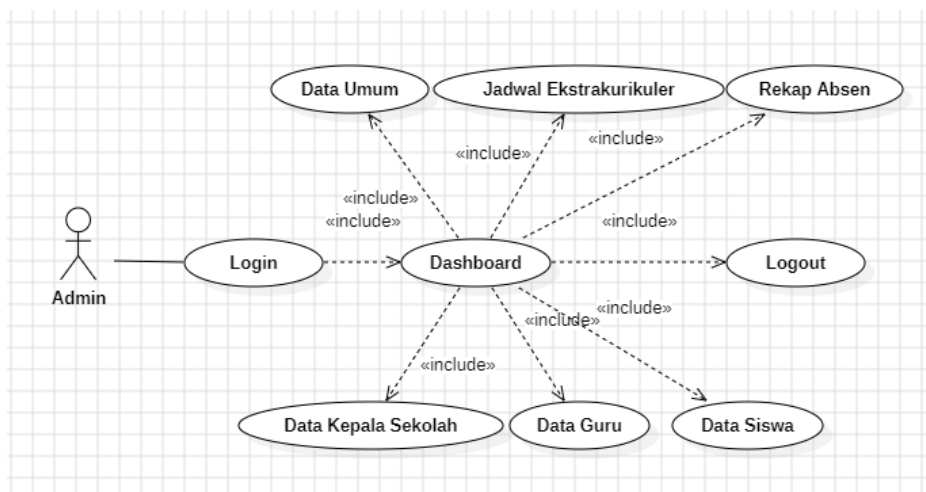 Data Umum
Jadwal Ekstrakurikuler
Rekap Absen
«include»
«include»
«include»
«include»
«include»
Admin
Login
Dashboard
Logout
«include»
«include»
«include»
Data Kepala Sekolah
Data Guru
Data Siswa